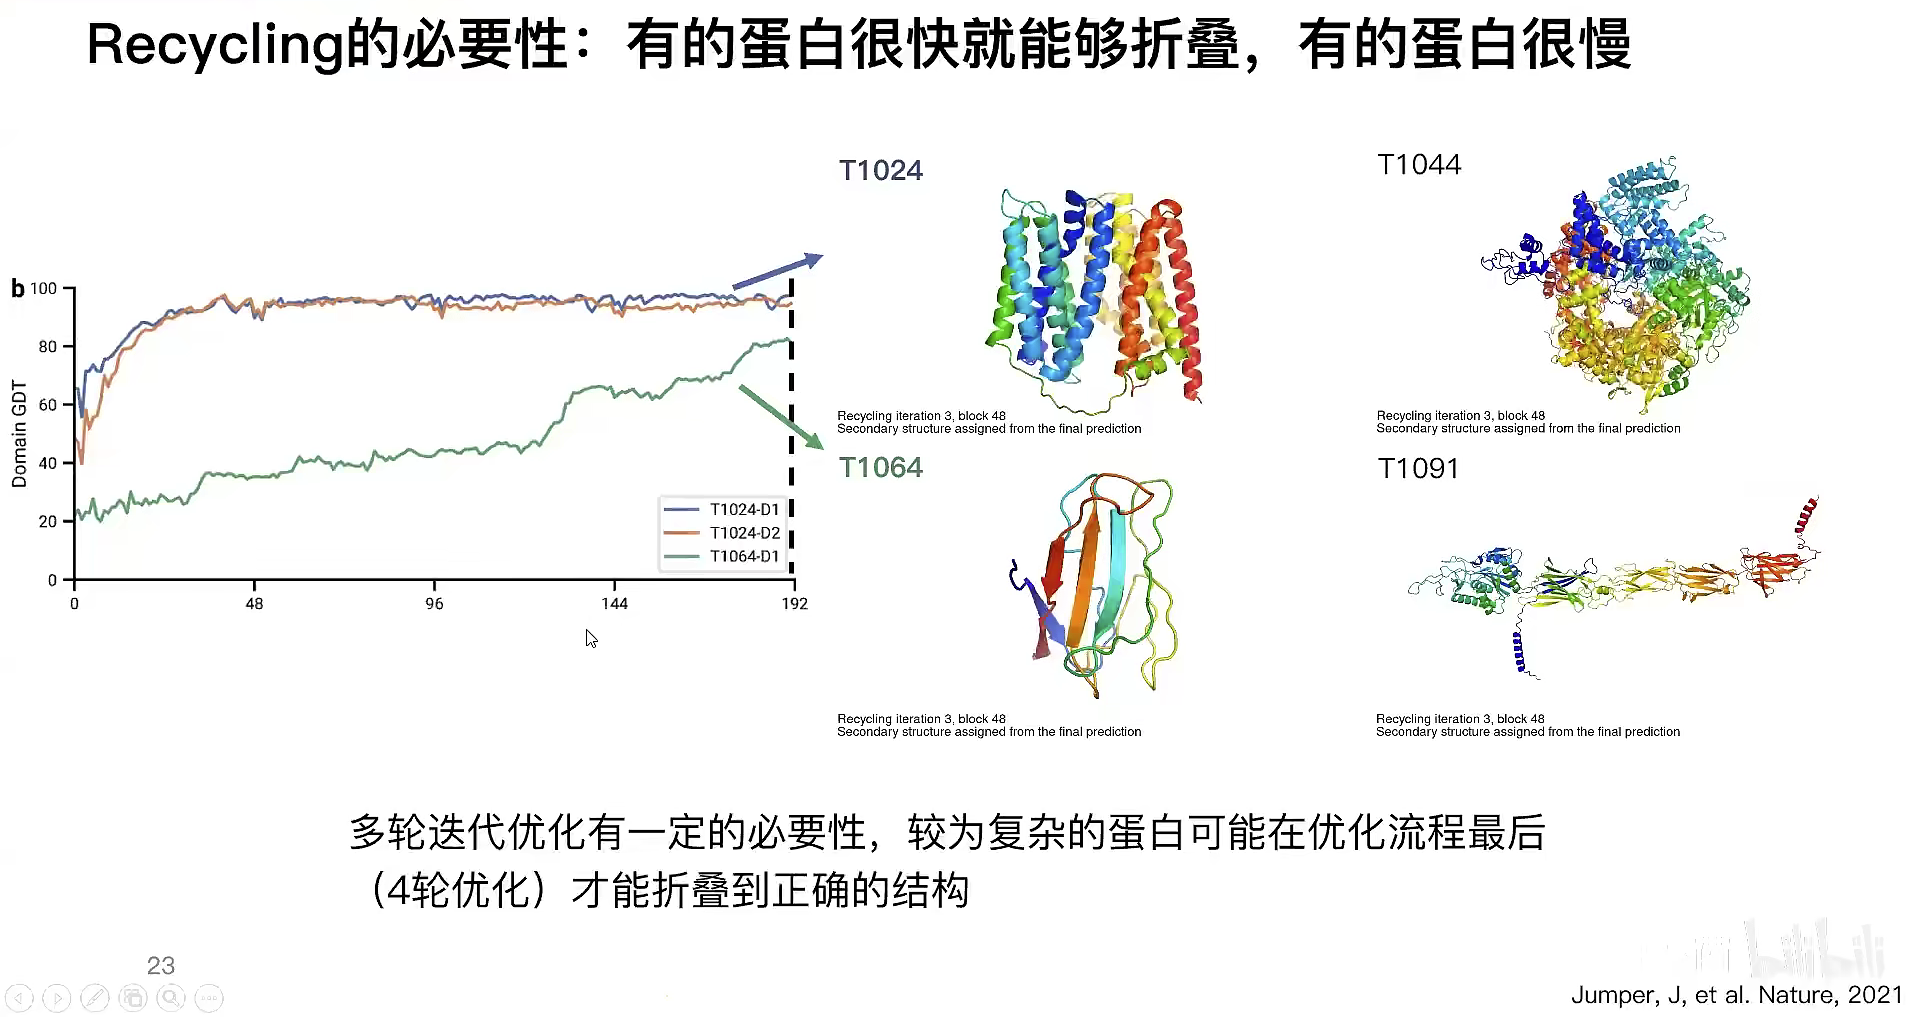 Recycling的必要性：有的蛋白很快就能够折叠，有的蛋白很慢
b
100
80
60
40
20
0
Domain GDT
0
48
96
144
192
T1024-D1
T1024-D2
T1064-D1
T1024
Recycling iteration 3, block 48
Secondary structure assigned from the final prediction
T1044
Recycling iteration 3, block 48
Secondary structure assigned from the final prediction
T1064
Recycling iteration 3, block 48
Secondary structure assigned from the final prediction
T1091
Recycling iteration 3, block 48
Secondary structure assigned from the final prediction
多轮迭代优化有一定的必要性，较为复杂的蛋白可能在优化流程最后
（4轮优化）才能折叠到正确的结构
23
bilibili
Jumper, J, et al. Nature, 2021